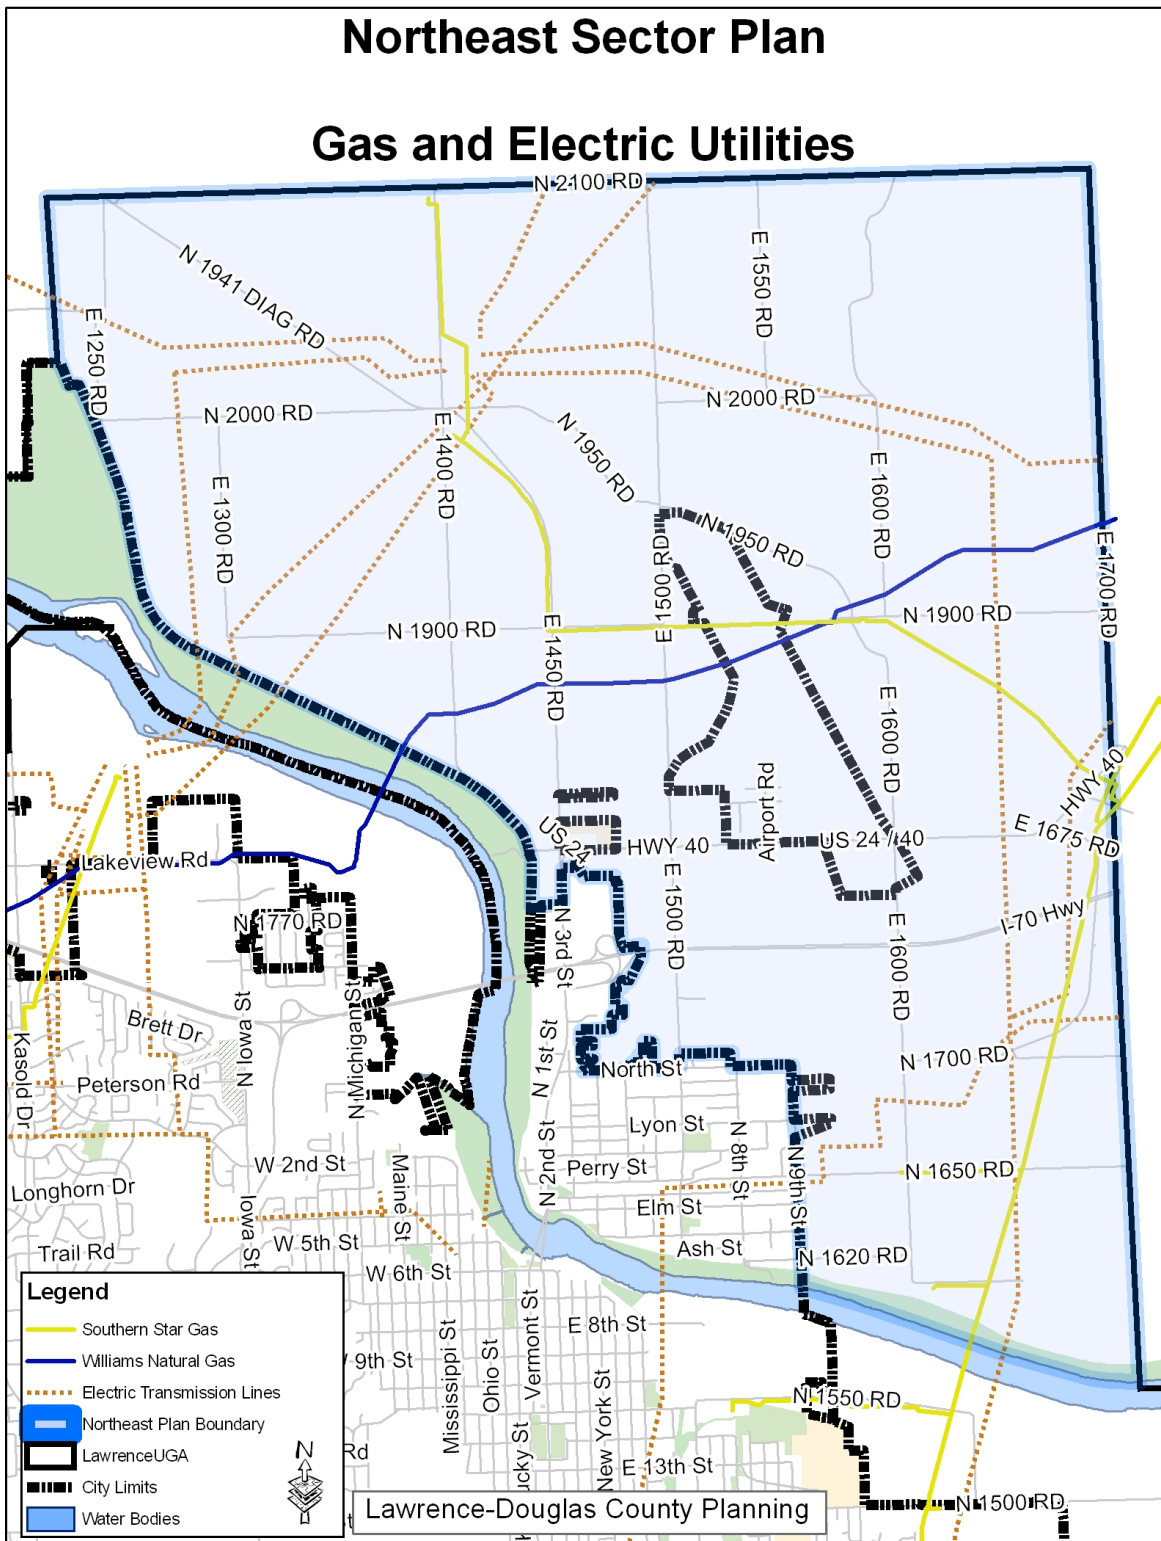 Northeast Sector Plan
Gas and Electric Utilities
N 2100 RD
N 1941 DIAG RD
E 1550 RD
E 1250 RD
N 2000 RD
N 2000 RD
E 1400 RD
N 1950 RD
E 1300 RD
E 1600 RD
N 1950 RD
E 1500 RD
E 1700 RD
N 1900 RD
N 1900 RD
E 1450 RD
E 1600 RD
HWY 40
Airport Rd
US 24
HWY 40
US 24 / 40
E 1675 RD
Lakeview Rd
E 1500 RD
N 1770 RD
N 3rd St
I-70 Hwy
E 1600 RD
N Iowa St
N Michigan St
Brett Dr
Kasold Dr
N 1st St
N 1700 RD
Peterson Rd
North St
Lyon St
N 8th St
W 2nd St
Maine St
N 2nd St
Perry St
N 9th St
N 1650 RD
Longhorn Dr
Iowa St
Elm St
Trail Rd
W 5th St
Ash St
N 1620 RD
W 6th St
Legend
Southern Star Gas
Williams Natural Gas
Electric Transmission Lines
Northeast Plan Boundary
LawrenceUGA
City Limits
Water Bodies
N
Mississippi St
Ohio St
Vermont St
E 8th St
9th St
New York St
N 1550 RD
ucky St
Rd
E 13th St
N 1500 RD
Lawrence-Douglas County Planning